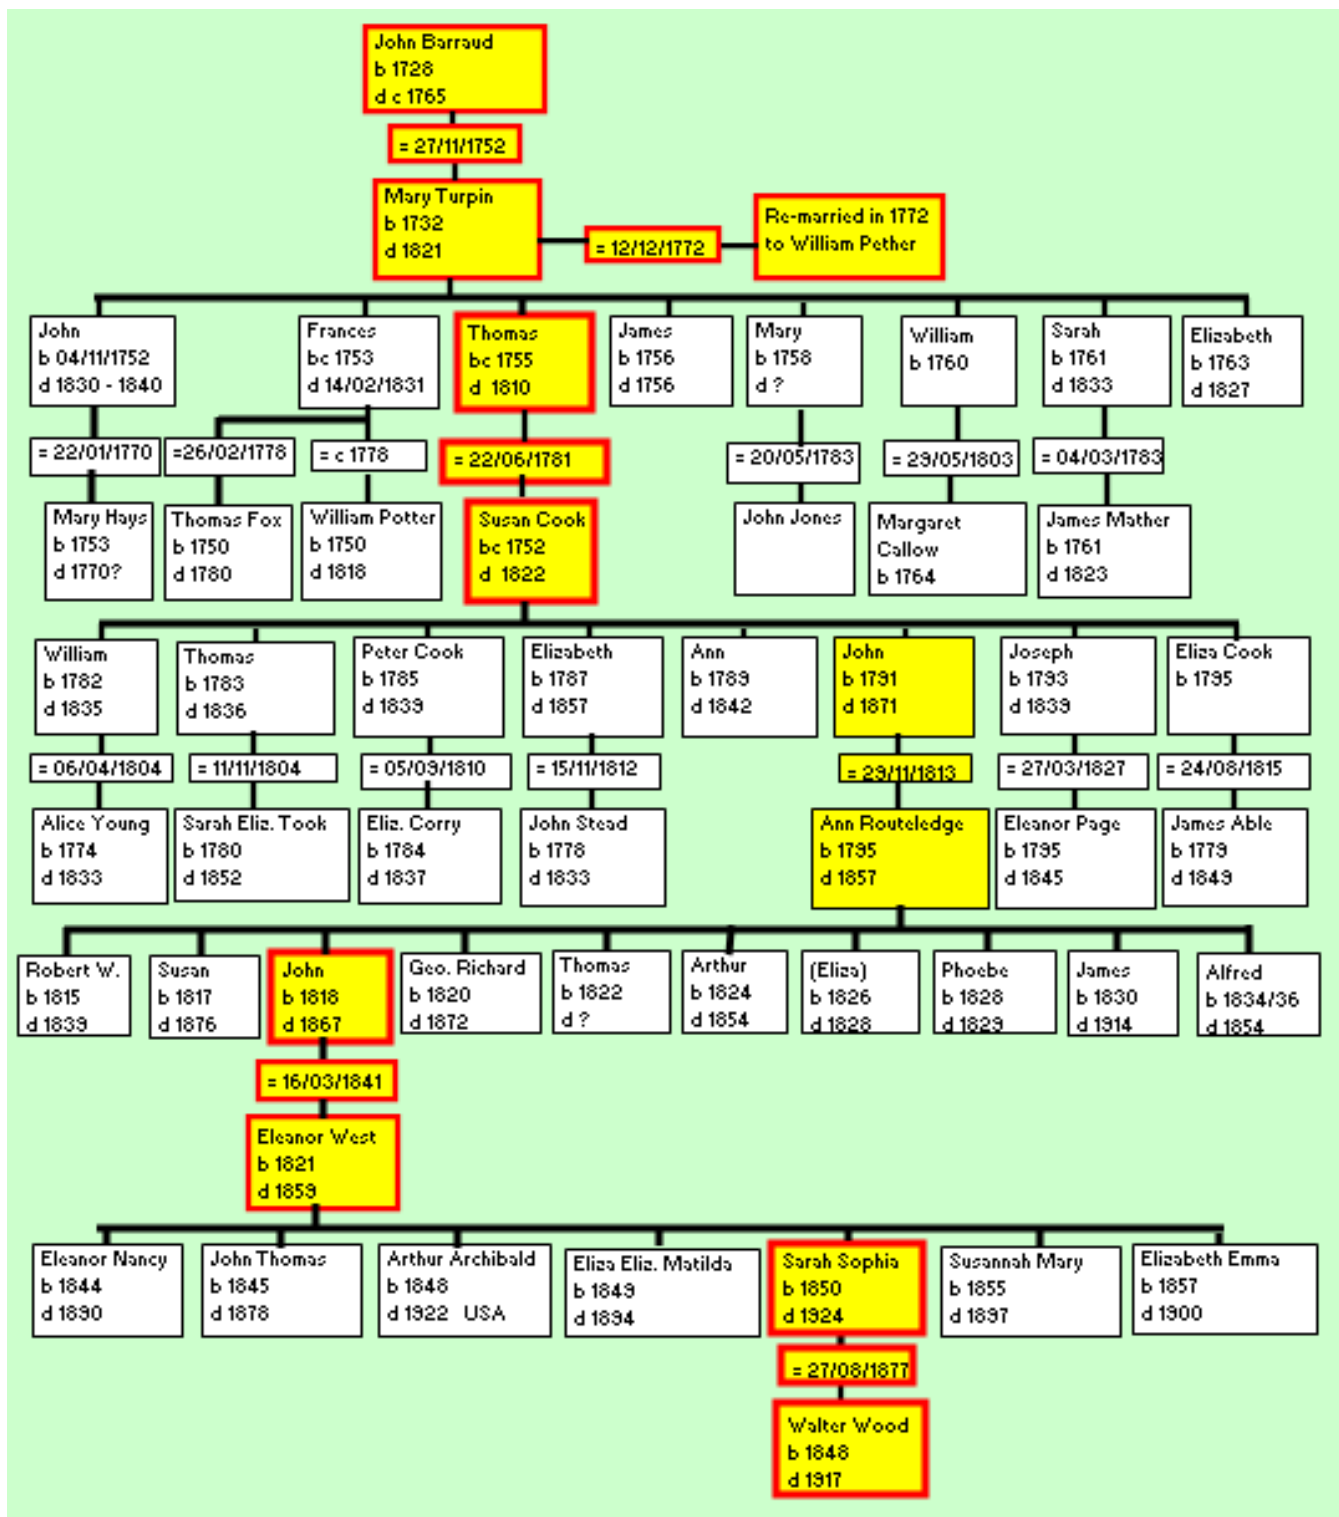 John Barraud
b 1728
d c 1765
= 27/11/1752
Mary Turpin
b 1732
d 1821
= 12/12/1772
Re-married in 1772
to William Pether
John
b 04/11/1752
d 1830 - 1840
Frances
bc 1753
d 14/02/1831
Thomas
bc 1755
d 1810
James
b 1756
d 1756
Mary
b 1758
d ?
William
b 1760
Sarah
b 1761
d 1833
Elizabeth
b 1763
d 1827
= 22/01/1770
=26/02/1778
= c 1778
= 22/06/1781
= 20/05/1783
= 29/05/1803
= 04/03/1783
Mary Hays
b 1753
d 1770?
Thomas Fox
b 1750
d 1780
William Potter
b 1750
d 1818
Susan Cook
bc 1752
d 1822
John Jones
Margaret
Callow
b 1764
James Mather
b 1761
d 1823
William
b 1782
d 1835
Thomas
b 1783
d 1836
Peter Cook
b 1785
d 1839
Elizabeth
b 1787
d 1857
Ann
b 1789
d 1842
John
b 1791
d 1871
Joseph
b 1793
d 1839
Eliza Cook
b 1795
= 06/04/1804
= 11/11/1804
= 05/09/1810
= 15/11/1812
= 29/11/1813
= 27/03/1827
= 24/08/1815
Alice Young
b 1774
d 1833
Sarah Eliz. Took
b 1780
d 1852
Eliz. Corry
b 1784
d 1837
John Stead
b 1778
d 1833
Ann Routeledge
b 1795
d 1857
Eleanor Page
b 1795
d 1845
James Able
b 1779
d 1849
Robert W.
b 1815
d 1839
Susan
b 1817
d 1876
John
b 1818
d 1867
Geo. Richard
b 1820
d 1872
Thomas
b 1822
d ?
Arthur
b 1824
d 1854
(Eliza)
b 1826
d 1828
Phoebe
b 1828
d 1829
James
b 1830
d 1914
Alfred
b 1834/36
d 1854
= 16/03/1841
Eleanor West
b 1821
d 1859
Eleanor Nancy
b 1844
d 1890
John Thomas
b 1845
d 1878
Arthur Archibald
b 1848
d 1922 USA
Eliza Eliz. Matilda
b 1849
d 1894
Sarah Sophia
b 1850
d 1924
Susannah Mary
b 1855
d 1897
Elizabeth Emma
b 1857
d 1900
= 27/08/1877
Walter Wood
b 1848
d 1917